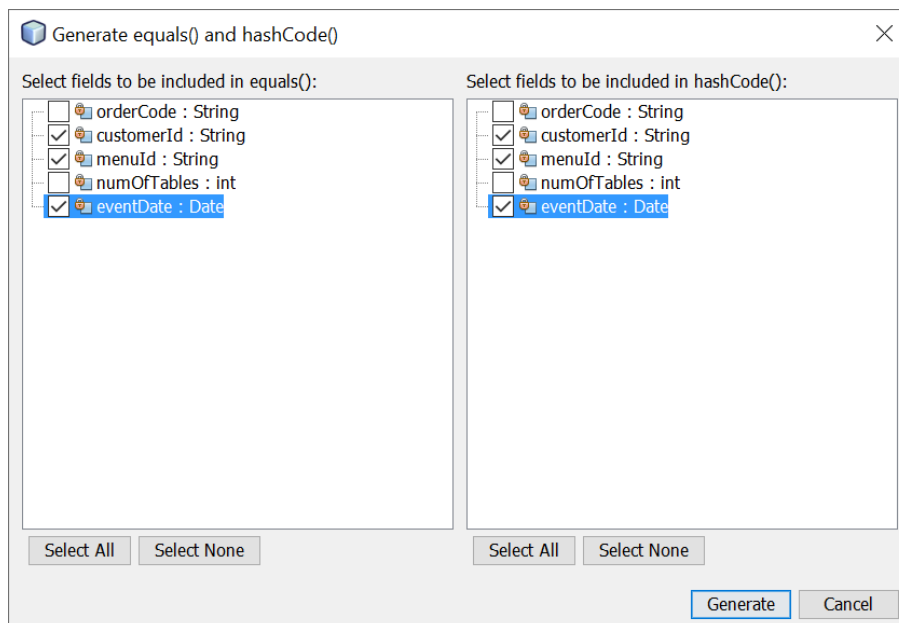 Generate equals() and hashCode()
Select fields to be included in equals():
orderCode : String
customerId : String
menuId : String
numOfTables : int
eventDate : Date
Select All
Select None
Select fields to be included in hashCode():
orderCode : String
customerId : String
menuId : String
numOfTables : int
eventDate : Date
Select All
Select None
Generate
Cancel